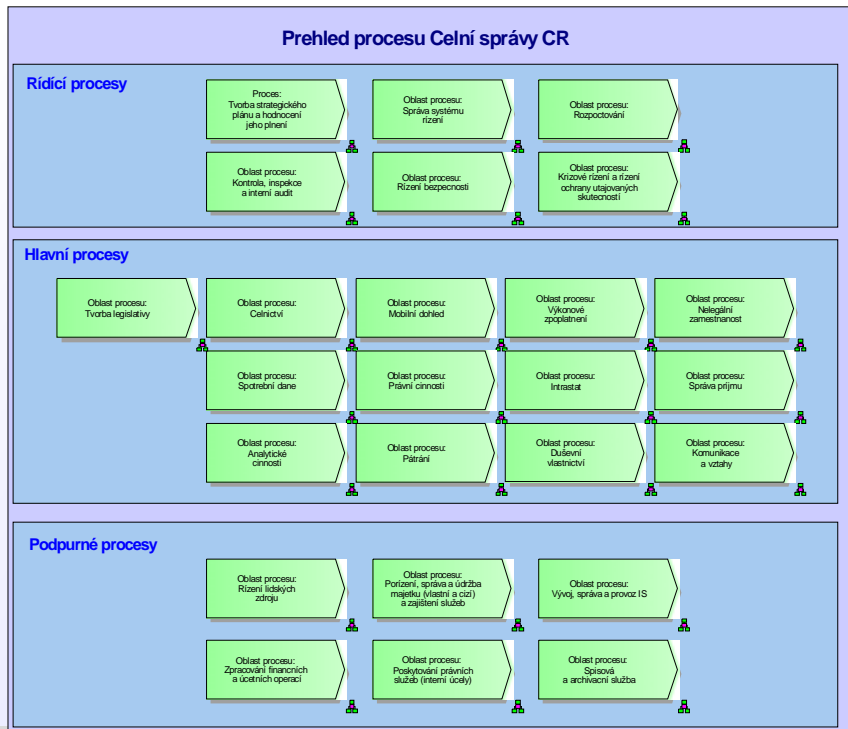 Prehled procesu Celní správy CR
Rídící procesy
Proces:
Tvorba strategického
plánu a hodnocení
jeho plnení
Oblast procesu:
Správa systému
rízení
Oblast procesu:
Rozpoctování
Oblast procesu:
Kontrola, inspekce
a interní audit
Oblast procesu:
Rízení bezpecnosti
Oblast procesu:
Krizové rízení a rízení
ochrany utajovaných
skutecností
Hlavní procesy
Oblast procesu:
Tvorba legislativy
Oblast procesu:
Celnictví
Oblast procesu:
Mobilní dohled
Oblast procesu:
Výkonové
zpoplatnení
Oblast procesu:
Nelegální
zamestnanost
Oblast procesu:
Spotrební dane
Oblast procesu:
Právní cinnosti
Oblast procesu:
Intrastat
Oblast procesu:
Správa príjmu
Oblast procesu:
Analytické
cinnosti
Oblast procesu:
Pátrání
Oblast procesu:
Duševní
vlastnictví
Oblast procesu:
Komunikace
a vztahy
Podpurné procesy
Oblast procesu:
Rízení lidských
zdroju
Oblast procesu:
Porízení, správa a údržba
majetku (vlastní a cizí)
a zajištení služeb
Oblast procesu:
Vývoj, správa a provoz IS
Oblast procesu:
Zpracování financních
a úcetních operací
Oblast procesu:
Poskytování právních
služeb (interní úcely)
Oblast procesu:
Spisová
a archivacní služba